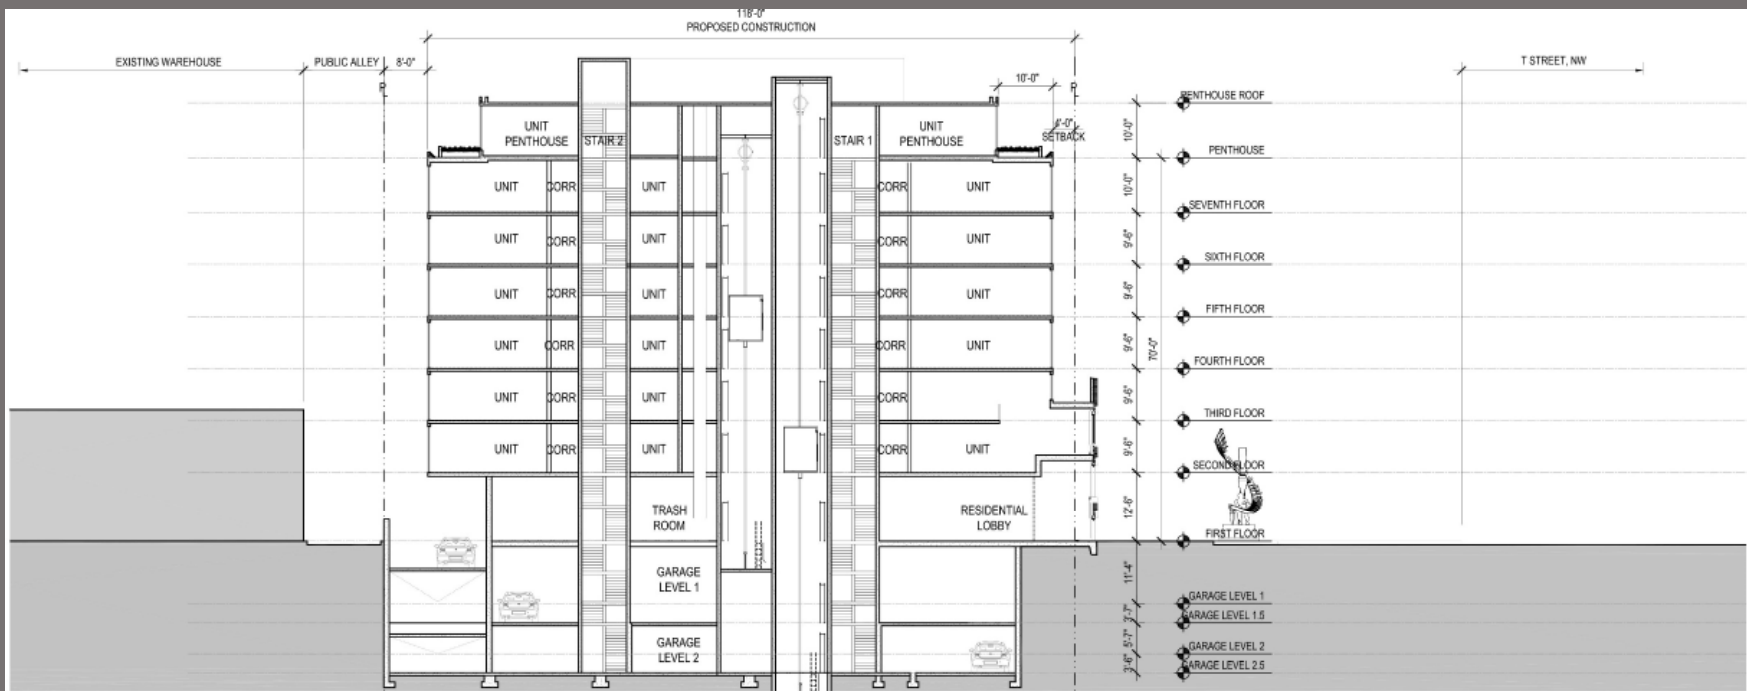 118'-0"
PROPOSED CONSTRUCTION
EXISTING WAREHOUSE
PUBLIC ALLEY
8'-0"
T STREET, NW
10'-0"
PENTHOUSE ROOF
UNIT
PENTHOUSE
STAIR 2
STAIR 1
UNIT
PENTHOUSE
4'-0"
SETBACK
10'-0"
PENTHOUSE
UNIT
CORR
UNIT
CORR
UNIT
10'-0"
SEVENTH FLOOR
UNIT
CORR
UNIT
CORR
UNIT
9'-6"
SIXTH FLOOR
UNIT
CORR
UNIT
CORR
UNIT
9'-6"
FIFTH FLOOR
UNIT
CORR
UNIT
CORR
UNIT
9'-6"
70'-0"
FOURTH FLOOR
UNIT
CORR
UNIT
CORR
9'-6"
THIRD FLOOR
UNIT
CORR
UNIT
CORR
UNIT
9'-6"
SECOND FLOOR
TRASH
ROOM
RESIDENTIAL
LOBBY
12'-6"
FIRST FLOOR
GARAGE
LEVEL 1
11'-4"
GARAGE LEVEL 1
3'-7"
GARAGE LEVEL 1.5
GARAGE
LEVEL 2
5'-7"
GARAGE LEVEL 2
3'-6"
GARAGE LEVEL 2.5